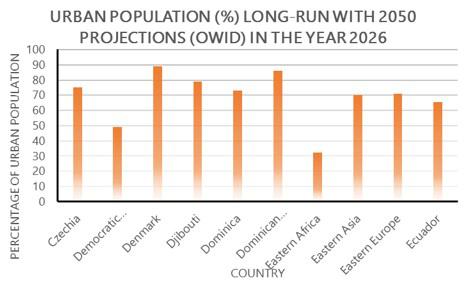 URBAN POPULATION (%) LONG-RUN WITH 2050
PROJECTIONS (OWID) IN THE YEAR 2026
PERCENTAGE OF URBAN POPULATION
100
90
80
70
60
50
40
30
20
10
0
Czechia
Democratic...
Denmark
Djibouti
Dominica
Dominican...
Eastern Africa
Eastern Asia
Eastern Europe
Ecuador
COUNTRY